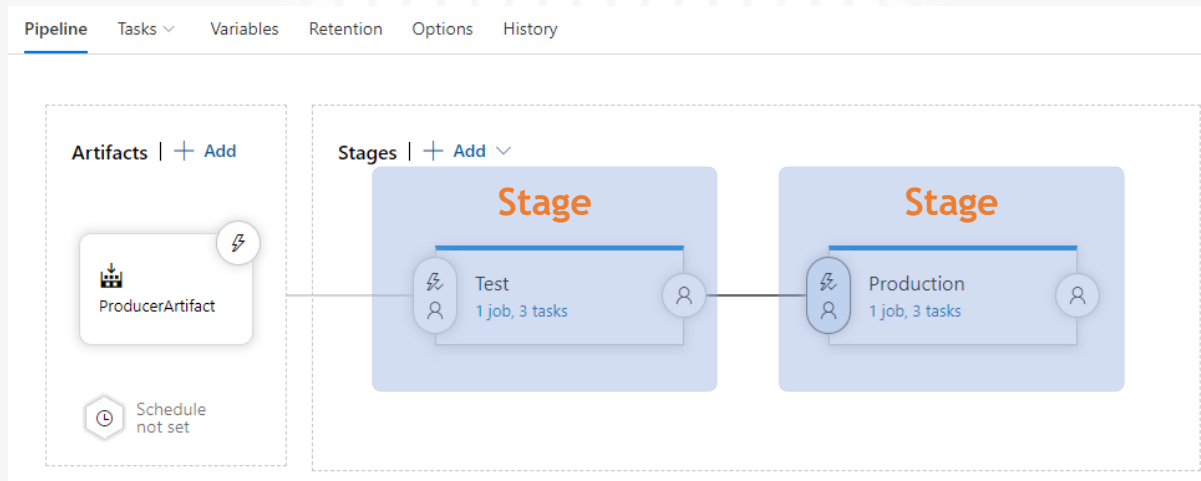 Pipeline Tasks Variables Retention Options History
Artifacts | + Add
Stages | + Add
Stage
Stage
ProducerArtifact
Test
1 job, 3 tasks
Production
1 job, 3 tasks
Schedule
not set